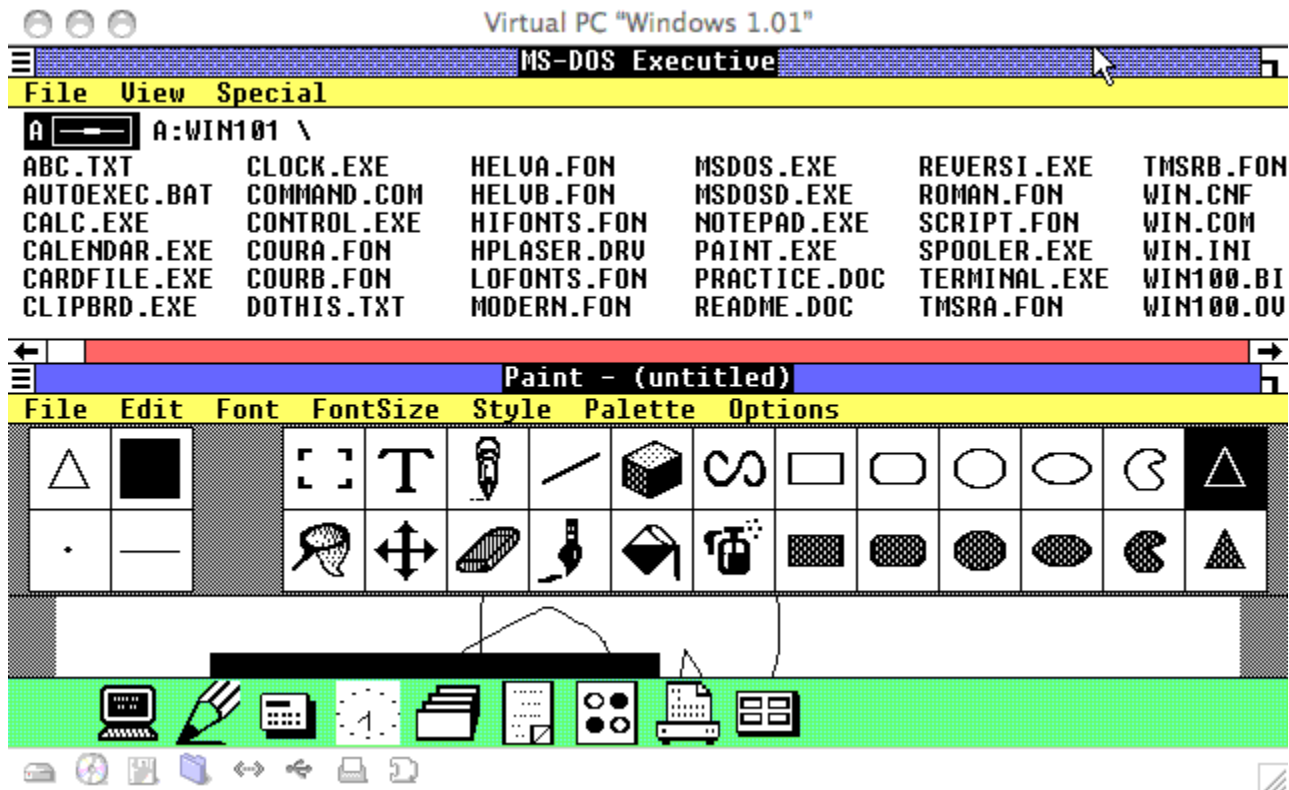 Virtual PC “Windows 1.01”
MS-DOS Executive
File View Special
A A:WIN101 \
ABC.TXT CLOCK.EXE HELVA.FON MSDOS.EXE REVERSI.EXE TMSRB.FON
AUTOEXEC.BAT COMMAND.COM HELVB.FON MSDOSD.EXE ROMAN.FON WIN.CNF
CALC.EXE CONTROL.EXE HIFONTS.FON NOTEPAD.EXE SCRIPT.FON WIN.COM
CALENDAR.EXE COURA.FON HPLASER.DRV PAINT.EXE SPOOLER.EXE WIN.INI
CARDFILE.EXE COURB.FON LOFONTS.FON PRACTICE.DOC TERMINAL.EXE WIN100.BI
CLIPBRD.EXE DOTHIS.TXT MODERN.FON README.DOC TMSRA.FON WIN100.OV
Paint - (untitled)
File Edit Font FontSize Style Palette Options
T